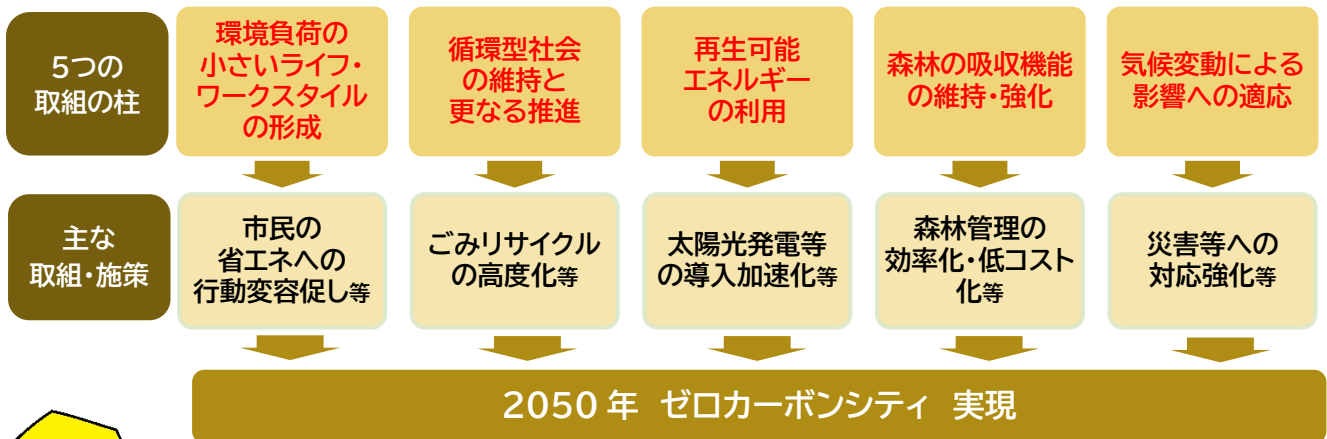 5つの
取組の柱
環境負荷の
小さいライフ・
ワークスタイル
の形成
循環型社会
の維持と
更なる推進
再生可能
エネルギー
の利用
森林の吸収機能
の維持・強化
気候変動による
影響への適応
主な
取組・施策
市民の
省エネへの
行動変容促し等
ごみリサイクル
の高度化等
太陽光発電等
の導入加速化等
森林管理の
効率化・低コスト
化等
災害等への
対応強化等
2050年 ゼロカーボンシティ 実現